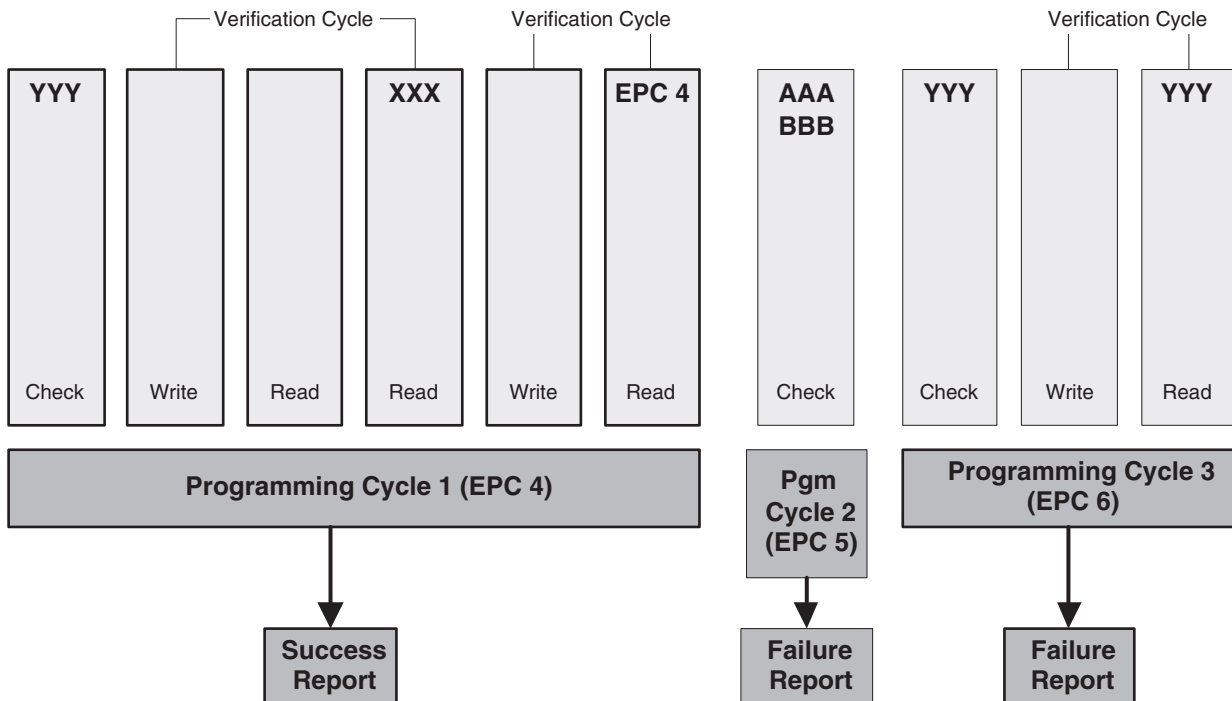 Verification Cycle
Verification Cycle
Verification Cycle
YYY
XXX
EPC 4
AAA
BBB
YYY
YYY
Check
Write
Read
Read
Write
Read
Check
Check
Write
Read
Programming Cycle 1 (EPC 4)
Pgm
Cycle 2
(EPC 5)
Programming Cycle 3
(EPC 6)
Success
Report
Failure
Report
Failure
Report